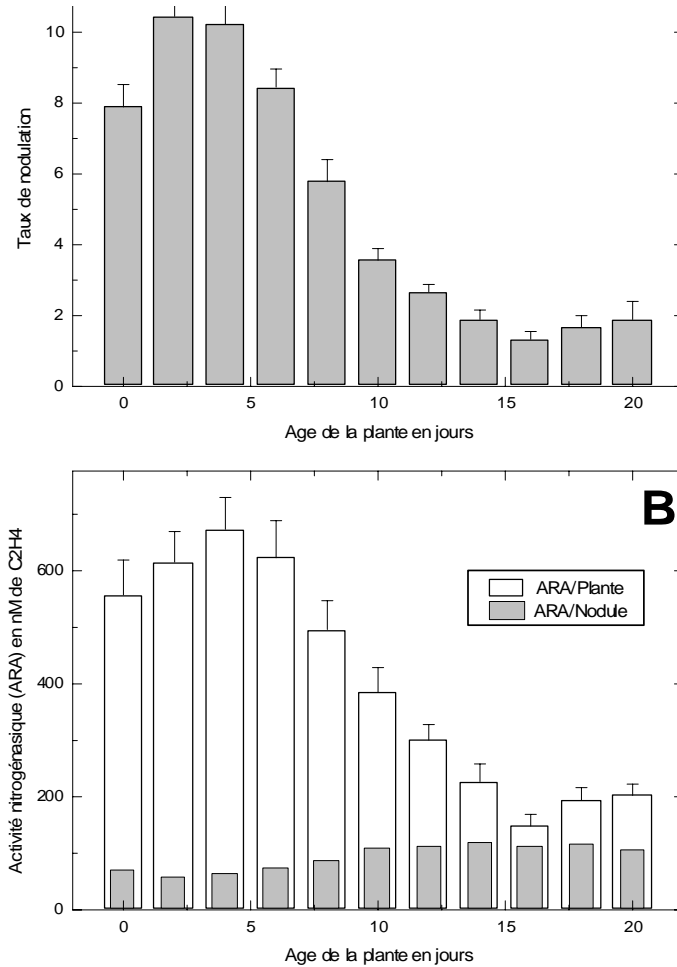 10
8
6
4
2
0
Taux de nodulation
0 5 10 15 20
Age de la plante en jours
B
600
400
200
0
Activité nitrogénasique (ARA) en nM de C2H4
ARA/Plante
ARA/Nodule
0 5 10 15 20
Age de la plante en jours